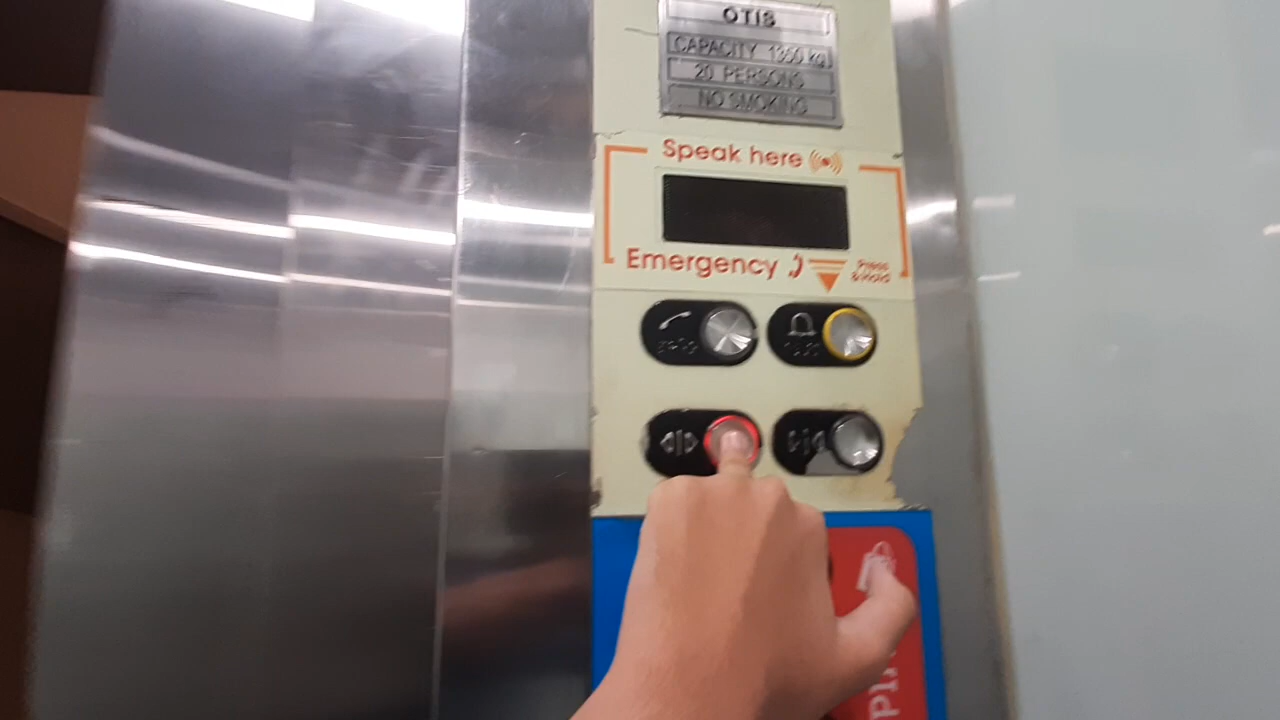 OTIS
CAPACITY 1350 kg
20 PERSONS
NO SMOKING
Speak here
Emergency
Press
& Hold